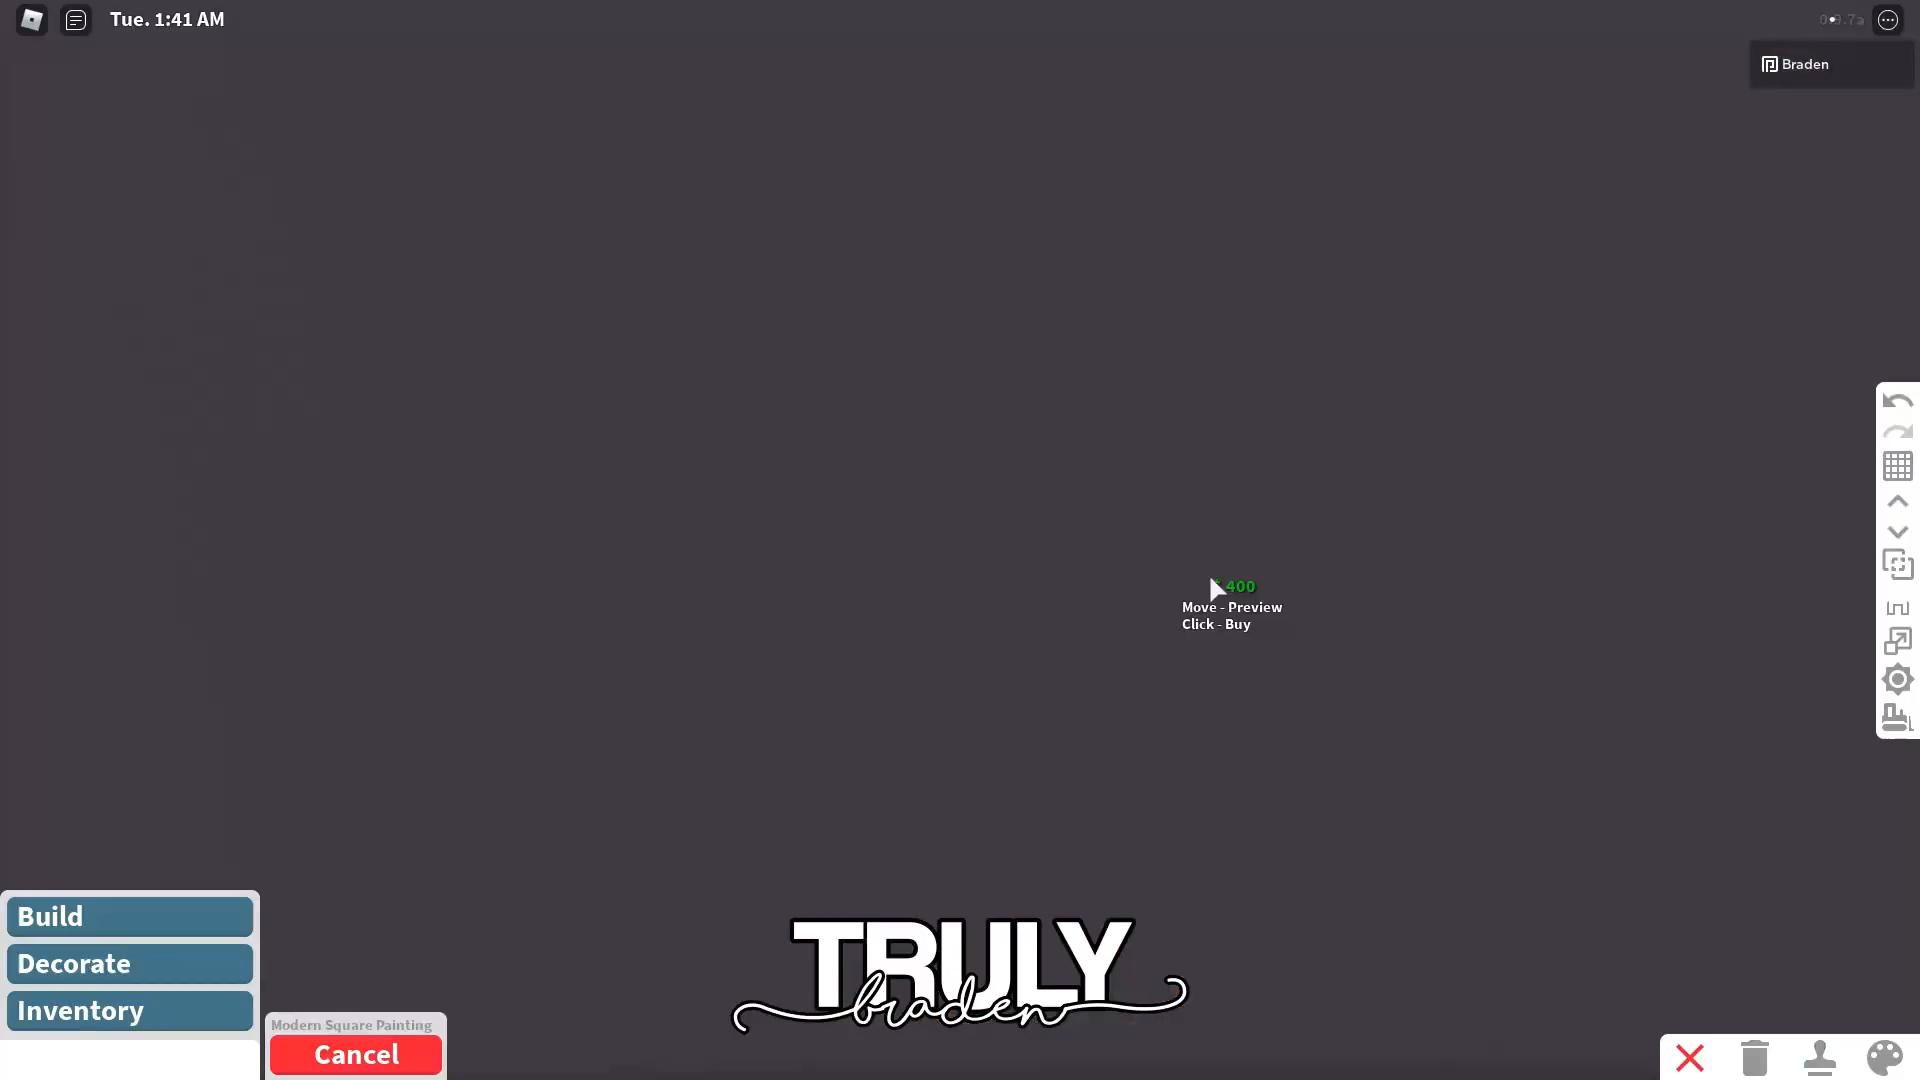 Tue. 1:41 AM
Braden
400
Move - Preview
Click - Buy
Build
Decorate
Inventory
Modern Square Painting
Cancel
TRULY
braden